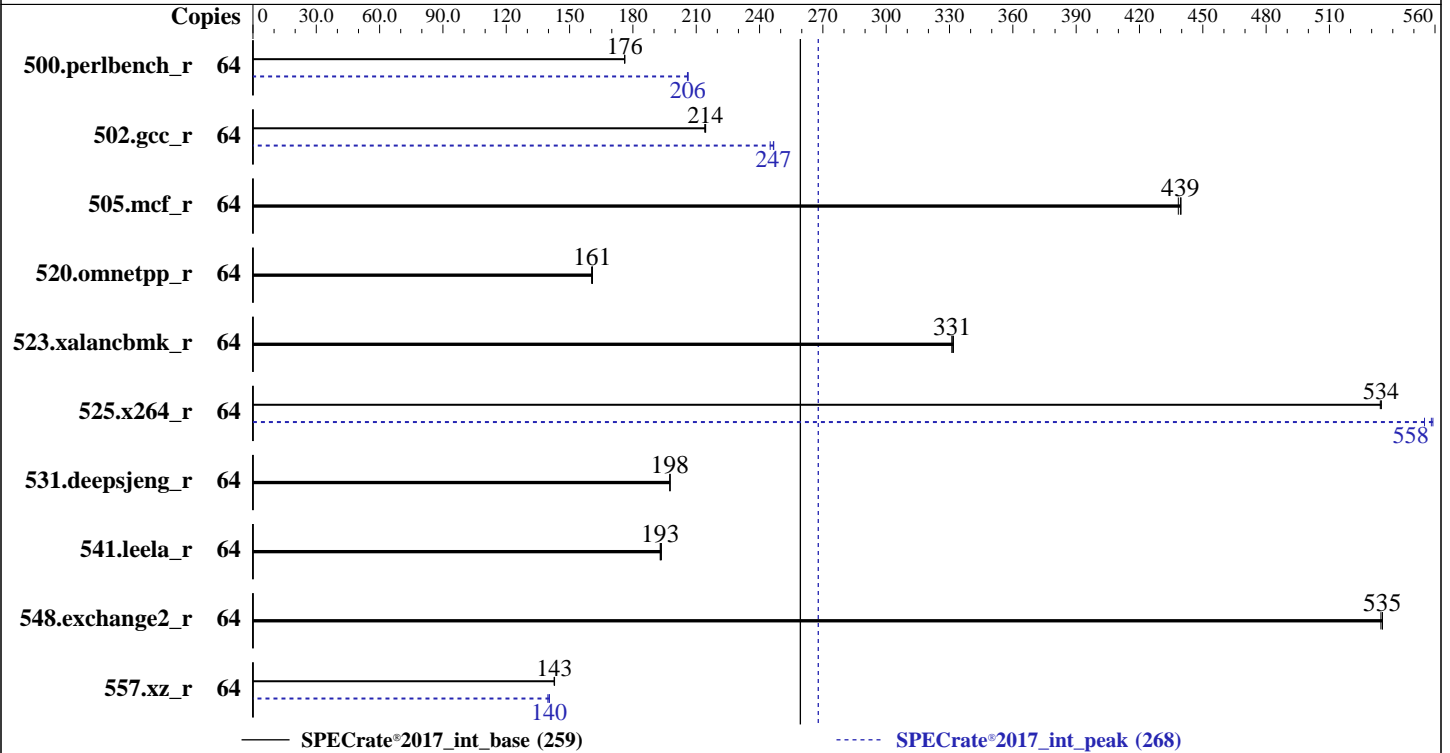 Copies 0 30.0 60.0 90.0 120 150 180 210 240 270 300 330 360 390 420 450 480 510 560
176
500.perlbench_r 64
206
214
502.gcc_r 64
247
439
505.mcf_r 64
161
520.omnetpp_r 64
331
523.xalancbmk_r 64
534
525.x264_r 64
558
198
531.deepsjeng_r 64
193
541.leela_r 64
535
548.exchange2_r 64
143
557.xz_r 64
140
SPECrate®2017_int_base (259) SPECrate®2017_int_peak (268)